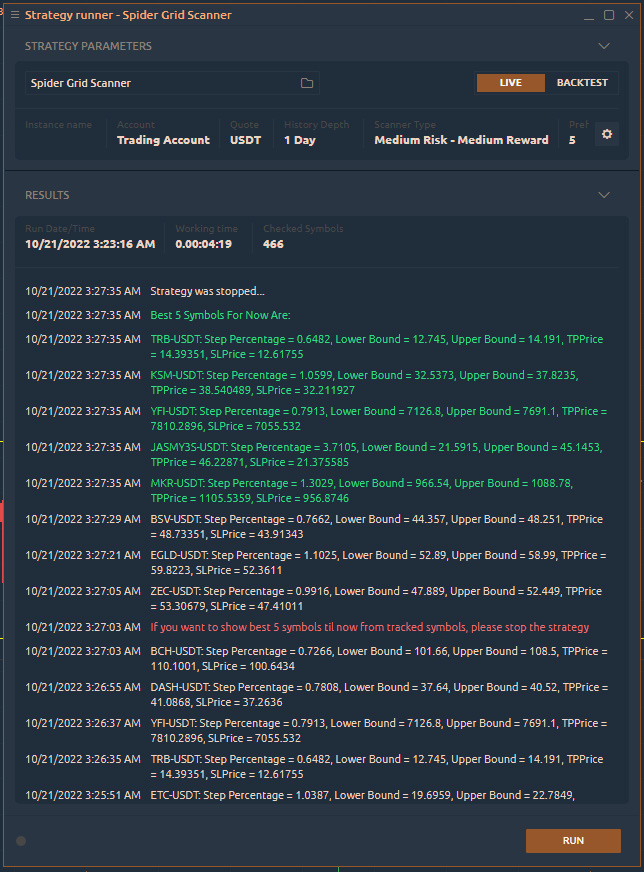 Strategy runner - Spider Grid Scanner
STRATEGY PARAMETERS
Spider Grid Scanner
LIVE
BACKTEST
Instance name
Account
Quote
History Depth
Scanner Type
Pref
Trading Account
USDT
1 Day
Medium Risk - Medium Reward
5
RESULTS
Run Date/Time
Working time
Checked Symbols
10/21/2022 3:23:16 AM
0.00:04:19
466
10/21/2022 3:27:35 AM Strategy was stopped...
10/21/2022 3:27:35 AM Best 5 Symbols For Now Are:
10/21/2022 3:27:35 AM TRB-USDT: Step Percentage = 0.6482, Lower Bound = 12.745, Upper Bound = 14.191, TPPrice
= 14.39351, SLPrice = 12.61755
10/21/2022 3:27:35 AM KSM-USDT: Step Percentage = 1.0599, Lower Bound = 32.5373, Upper Bound = 37.8235,
TPPrice = 38.540489, SLPrice = 32.211927
10/21/2022 3:27:35 AM YFI-USDT: Step Percentage = 0.7913, Lower Bound = 7126.8, Upper Bound = 7691.1, TPPrice =
7810.2896, SLPrice = 7055.532
10/21/2022 3:27:35 AM JASMY3S-USDT: Step Percentage = 3.7105, Lower Bound = 21.5915, Upper Bound = 45.1453,
TPPrice = 46.22871, SLPrice = 21.375585
10/21/2022 3:27:35 AM MKR-USDT: Step Percentage = 1.3029, Lower Bound = 966.54, Upper Bound = 1088.78,
TPPrice = 1105.5359, SLPrice = 956.8746
10/21/2022 3:27:29 AM BSV-USDT: Step Percentage = 0.7662, Lower Bound = 44.357, Upper Bound = 48.251, TPPrice
= 48.73351, SLPrice = 43.91343
10/21/2022 3:27:21 AM EGLD-USDT: Step Percentage = 1.1025, Lower Bound = 52.89, Upper Bound = 58.99, TPPrice =
59.8223, SLPrice = 52.3611
10/21/2022 3:27:05 AM ZEC-USDT: Step Percentage = 0.9916, Lower Bound = 47.889, Upper Bound = 52.449, TPPrice
= 53.30679, SLPrice = 47.41011
10/21/2022 3:27:03 AM If you want to show best 5 symbols til now from tracked symbols, please stop the strategy
10/21/2022 3:27:03 AM BCH-USDT: Step Percentage = 0.7266, Lower Bound = 101.66, Upper Bound = 108.5, TPPrice =
110.1001, SLPrice = 100.6434
10/21/2022 3:26:55 AM DASH-USDT: Step Percentage = 0.7808, Lower Bound = 37.64, Upper Bound = 40.52, TPPrice =
41.0868, SLPrice = 37.2636
10/21/2022 3:26:37 AM YFI-USDT: Step Percentage = 0.7913, Lower Bound = 7126.8, Upper Bound = 7691.1, TPPrice =
7810.2896, SLPrice = 7055.532
10/21/2022 3:26:35 AM TRB-USDT: Step Percentage = 0.6482, Lower Bound = 12.745, Upper Bound = 14.191, TPPrice
= 14.39351, SLPrice = 12.61755
10/21/2022 3:25:51 AM ETC-USDT: Step Percentage = 1.0387, Lower Bound = 19.6959, Upper Bound = 22.7849,
RUN